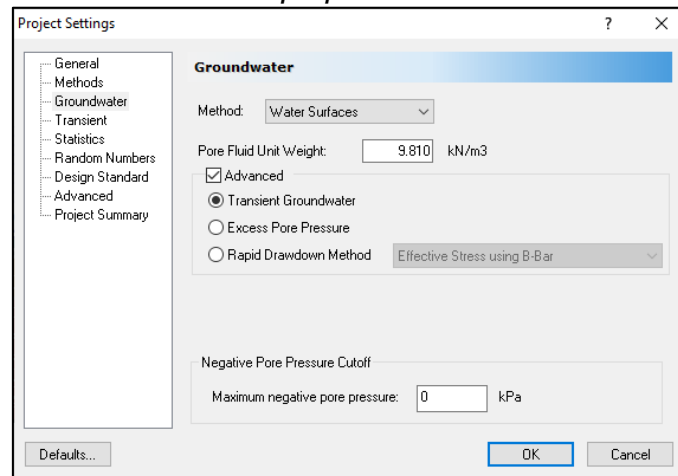 Project Settings
?
General
Methods
Groundwater
Transient
Statistics
Random Numbers
Design Standard
Advanced
Project Summary
Groundwater
Method: Water Surfaces
Pore Fluid Unit Weight: 9.810 kN/m3
Advanced
Transient Groundwater
Excess Pore Pressure
Rapid Drawdown Method Effective Stress using B-Bar
Negative Pore Pressure Cutoff
Maximum negative pore pressure: 0 kPa
Defaults... OK Cancel